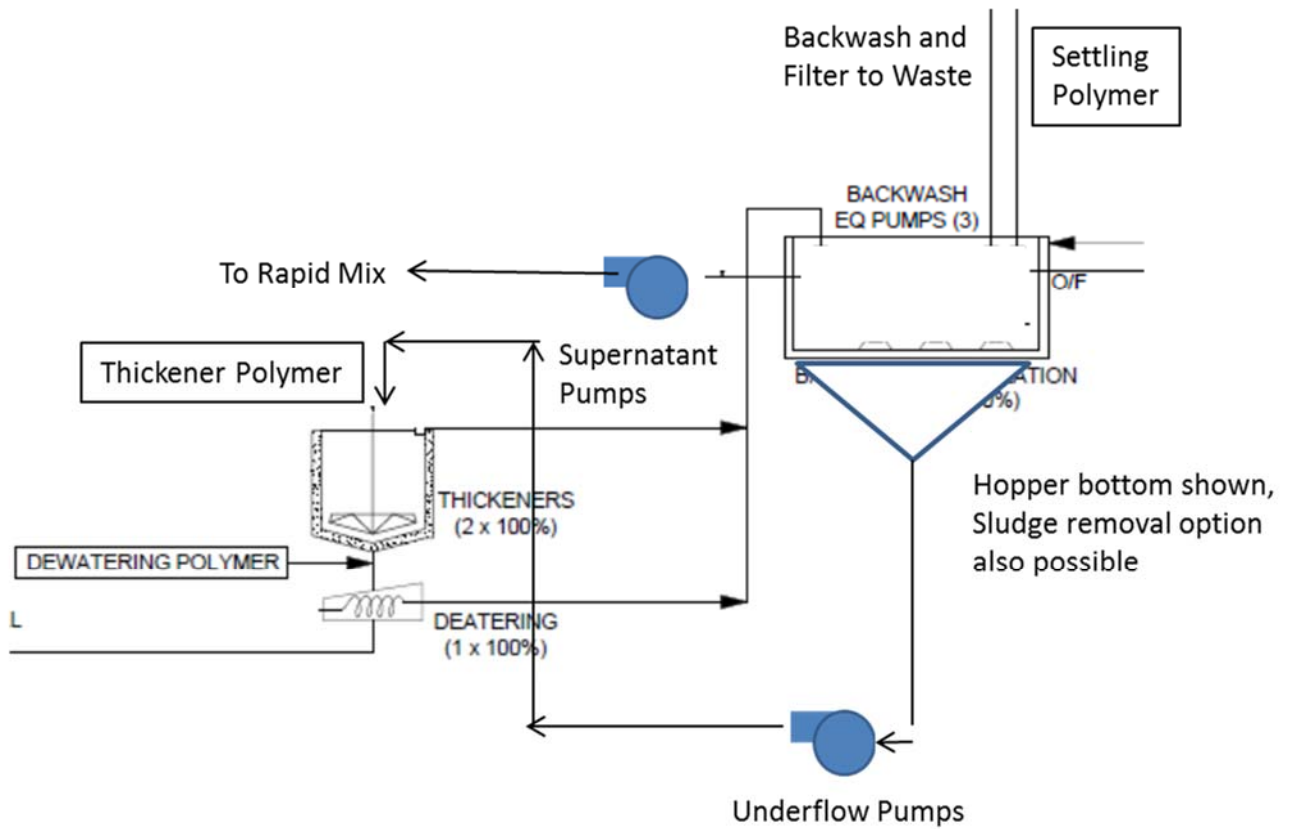 Backwash and
Filter to Waste
Settling
Polymer
BACKWASH
EQ PUMPS (3)
To Rapid Mix
O/F
Supernatant
Pumps
Thickener Polymer
THICKENERS
(2 x 100%)
Hopper bottom shown,
Sludge removal option
also possible
DEWATERING POLYMER
L
DEATERING
(1 x 100%)
Underflow Pumps